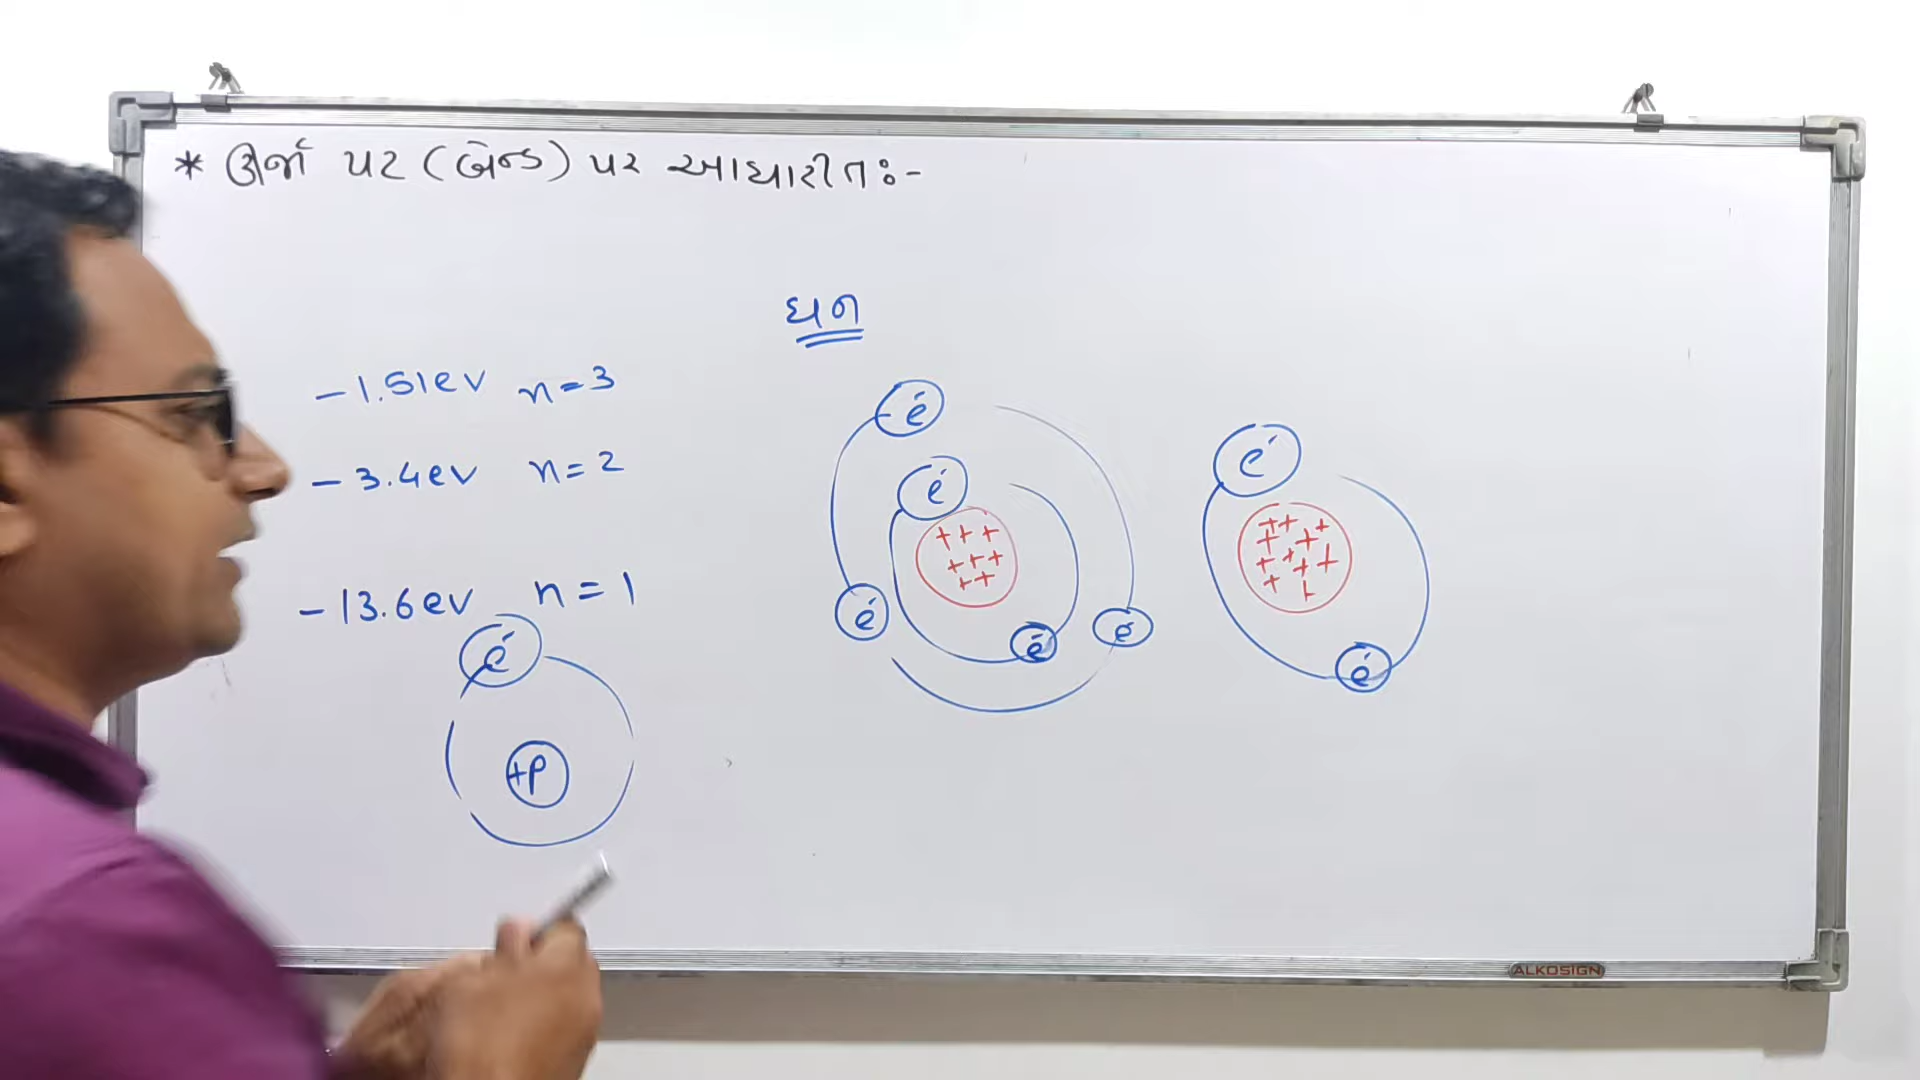 * ઊર્જા પટ (બેન્ડ) પર આધારીત :-
ઘન
-1.51ev n=3
-3.4ev n=2
-13.6ev n=1
é
+P
é
é
+ + +
+ + +
+ +
é
é
é
é
+ + +
+ +
+ + + +
+ +
é
ALKOSIGN